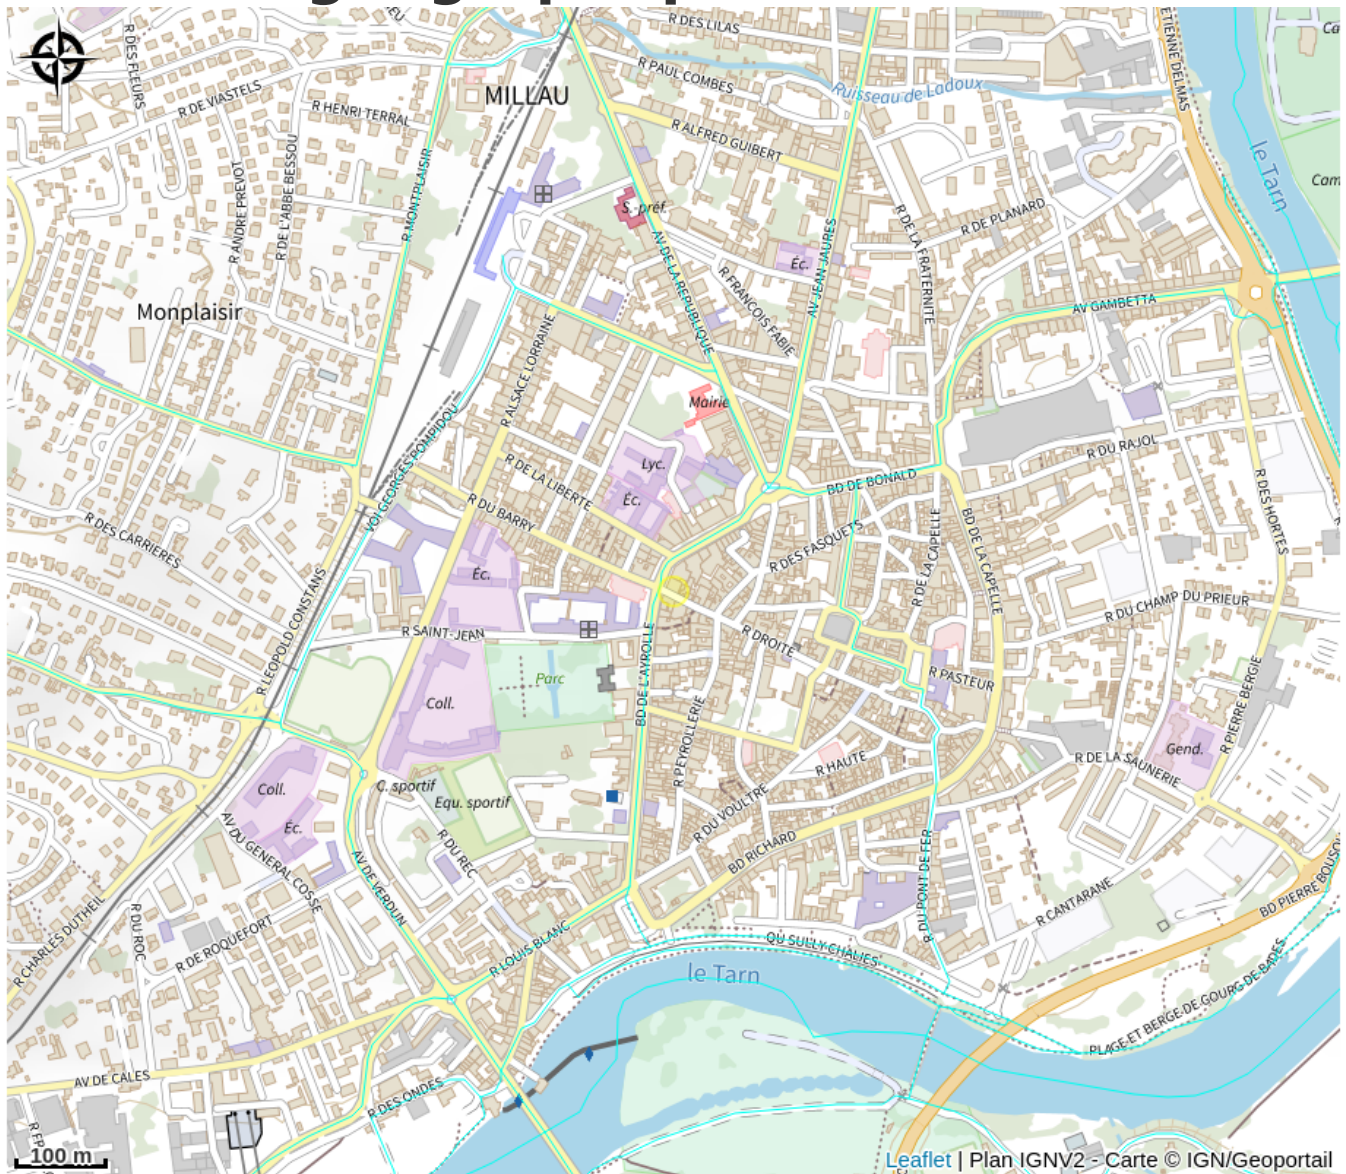 R DES LILAS
R DES FLEURS
R PAUL COMBES
ETIENNE DELMAS
Ruisseau de Ladoux
R DE VIASTELS
MILLAU
R HENRI TERRAL
R ALFRED GUIBERT
le Tarn
R MONTPLAISIR
R ANDRE PREVOT
R DE L'ABBE BESSOU
S.-préf.
R DE LA FRATERNITE
R DE PLANARD
AV DE LA REPUBLIQUE
Éc.
AV JEAN JAURES
R FRANCOIS FABIE
Monplaisir
AV GAMBETTA
R ALSACE LORRAINE
Mairie
VOI GEORGES POMPIDOU
R DU RAJOL
Lyc.
R DE LA LIBERTE
BD DE BONALD
Éc.
R DU BARRY
R DES CARRIERES
R DES HORTES
R DES FASQUETS
R DE LA CAPELLE
BD DE LA CAPELLE
Éc.
R LEOPOLD CONSTANS
R DU CHAMP DU PRIEUR
R SAINT-JEAN
R DROITE
BD DE L'AYROLLE
Parc
R PASTEUR
Coll.
R PEYROLLERIE
R PIERRE BERGIE
Gend.
R DE LA SAUNERIE
R HAUTE
C. sportif
Coll.
Equ. sportif
R DU VOULTRE
Éc.
AV DU GENERAL COSSE
R DU REC
BD RICHARD
AV DE VERDUN
R DU PONT DE FER
R CHARLES DUTHEIL
R DU ROC
R CANTARANE
BD PIERRE BOUSQU
R DE ROQUEFORT
R LOUIS BLANC
QU SULLY-CHALIES
le Tarn
PLAGE ET BERGE DE GOURG DE BADES
AV DE CALES
R DES ONDES
100 m
Leaflet | Plan IGNV2 - Carte © IGN/Geoportail